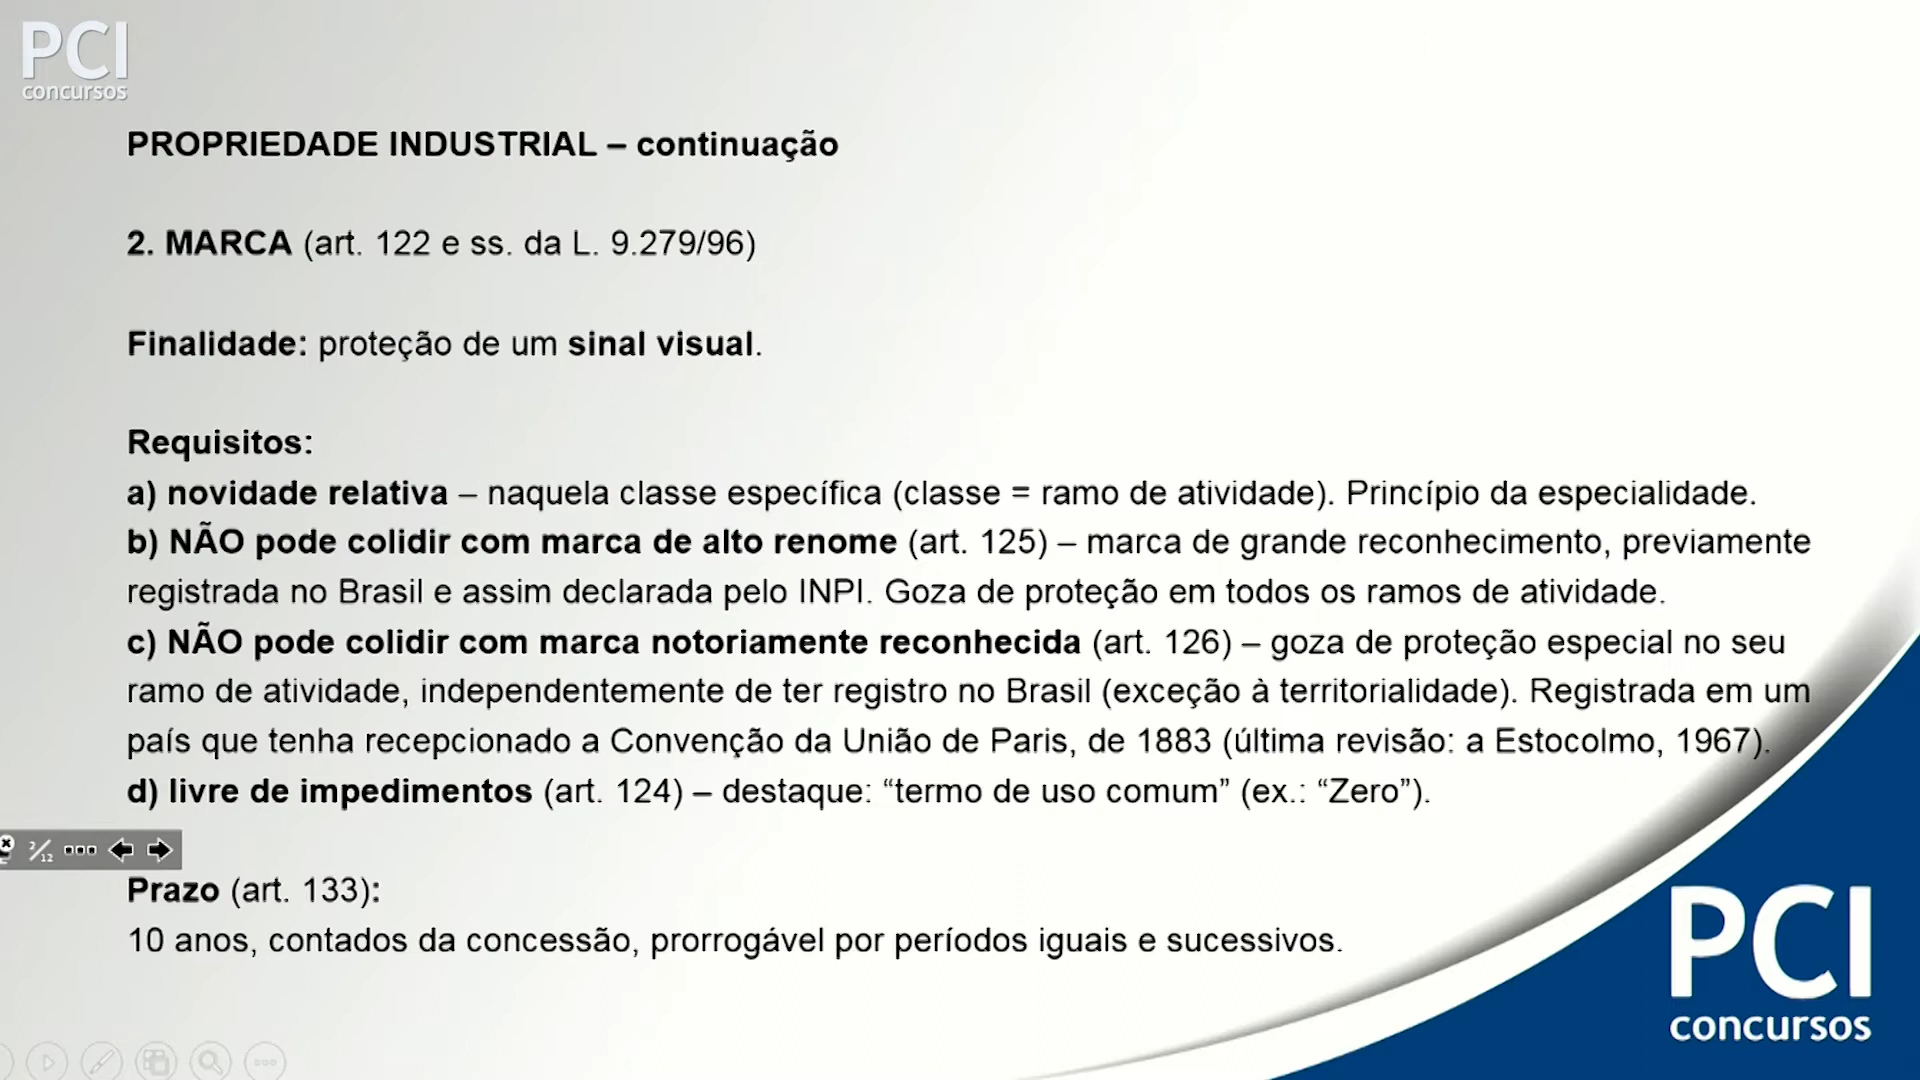 PCI
concursos
PROPRIEDADE INDUSTRIAL – continuação
2. MARCA (art. 122 e ss. da L. 9.279/96)
Finalidade: proteção de um sinal visual.
Requisitos:
a) novidade relativa – naquela classe específica (classe = ramo de atividade). Princípio da especialidade.
b) NÃO pode colidir com marca de alto renome (art. 125) – marca de grande reconhecimento, previamente
registrada no Brasil e assim declarada pelo INPI. Goza de proteção em todos os ramos de atividade.
c) NÃO pode colidir com marca notoriamente reconhecida (art. 126) – goza de proteção especial no seu
ramo de atividade, independentemente de ter registro no Brasil (exceção à territorialidade). Registrada em um
país que tenha recepcionado a Convenção da União de Paris, de 1883 (última revisão: a Estocolmo, 1967).
d) livre de impedimentos (art. 124) – destaque: “termo de uso comum” (ex.: “Zero”).
2/12
Prazo (art. 133):
10 anos, contados da concessão, prorrogável por períodos iguais e sucessivos.
PCI
concursos